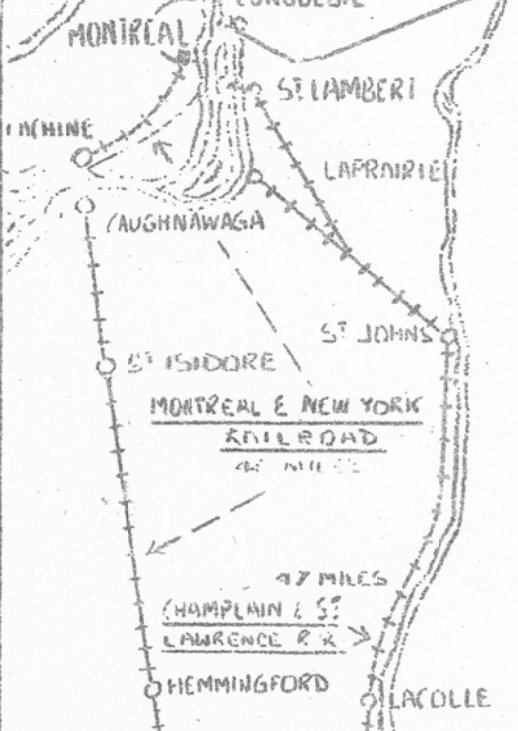 MONTREAL
ST LAMBERT
LAPRAIRIE
CAUGHNAWAGA
ST JOHNS
ST ISIDORE
MONTREAL & NEW YORK
RAILROAD
MILES
47 MILES
CHAMPLAIN & ST
LAWRENCE R.R.
HEMMINGFORD
LACOLLE